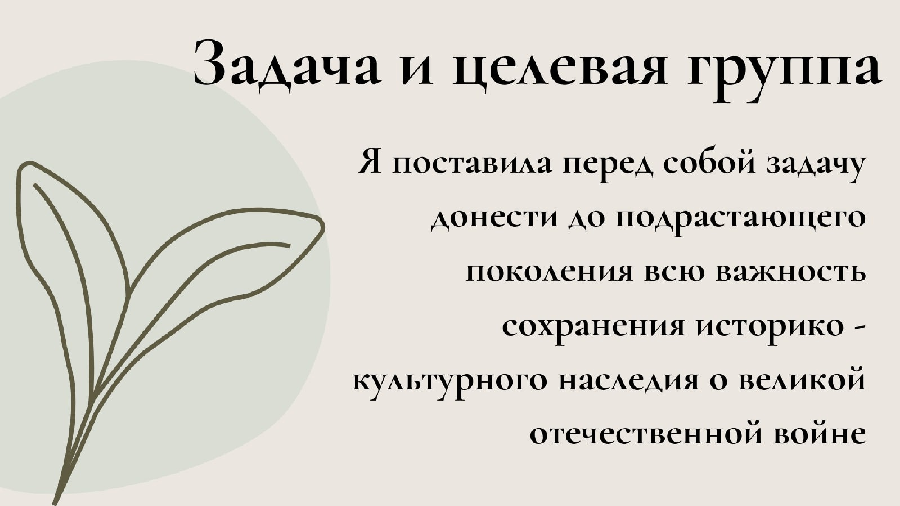 Задача и целевая группа
Я поставила перед собой задачу
донести до подрастающего
поколения всю важность
сохранения историко -
культурного наследия о великой
отечественной войне